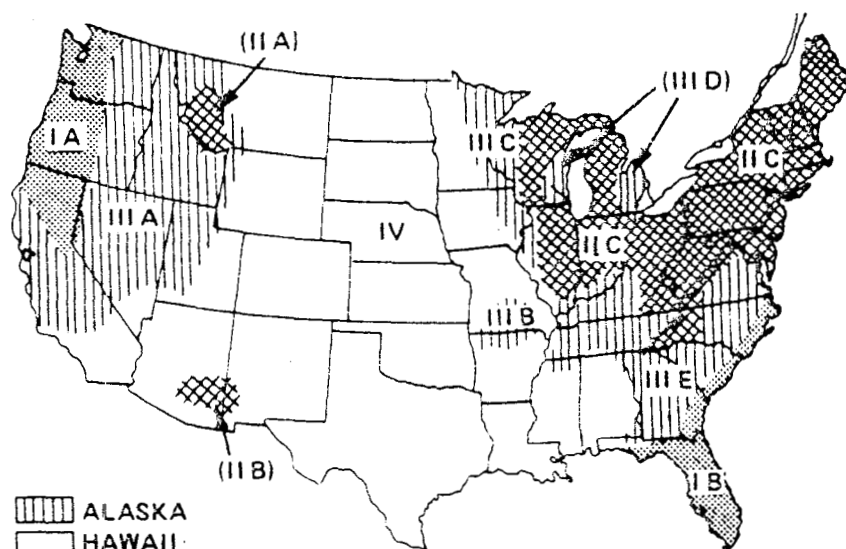 (II A)
(III D)
I A
III C
II C
III A
IV
II C
III B
III E
(II B)
I B
ALASKA
HAWAII